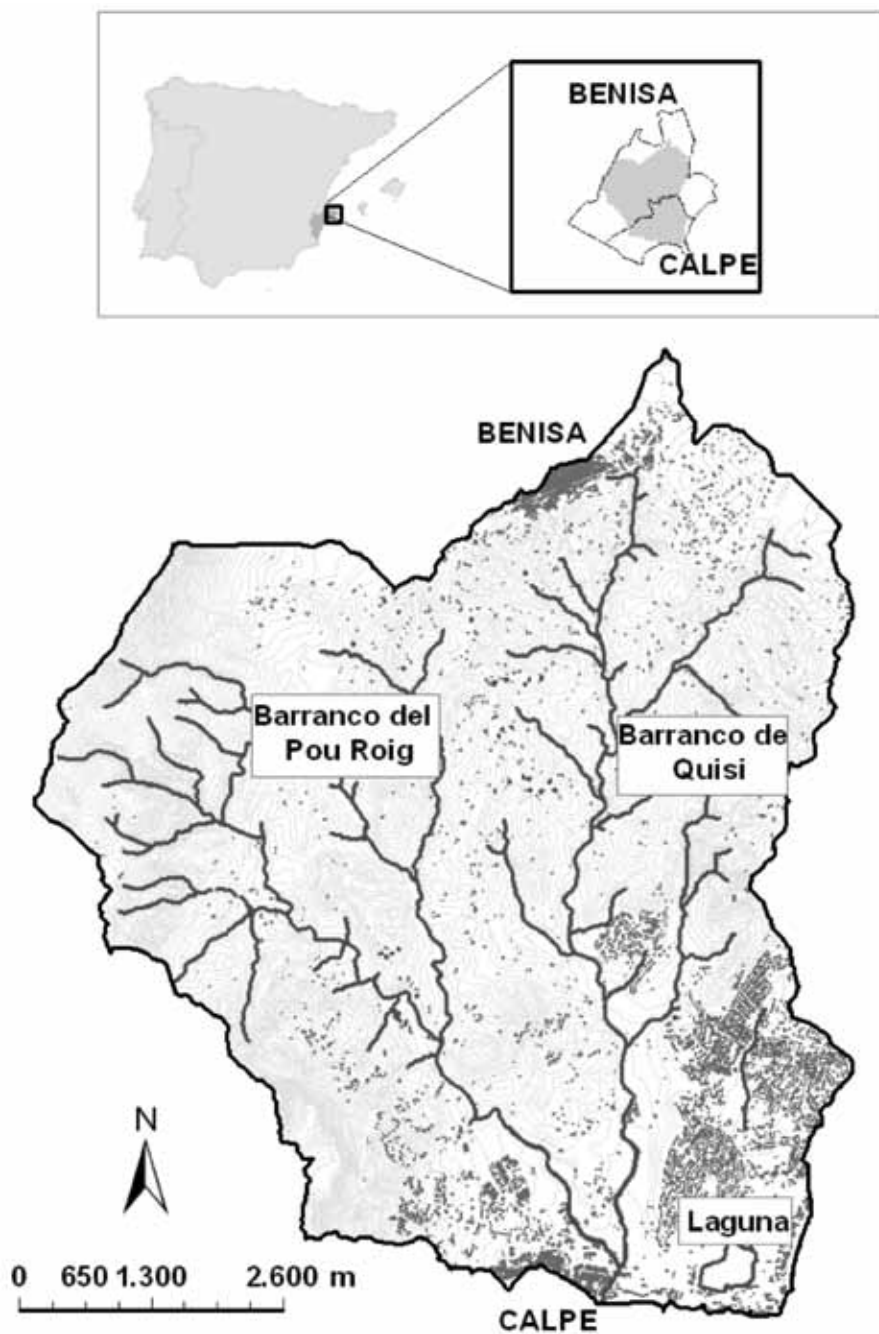 BENISA
CALPE
BENISA
Barranco del
Pou Roig
Barranco de
Quisi
N
Laguna
0 650 1.300 2.600 m
CALPE